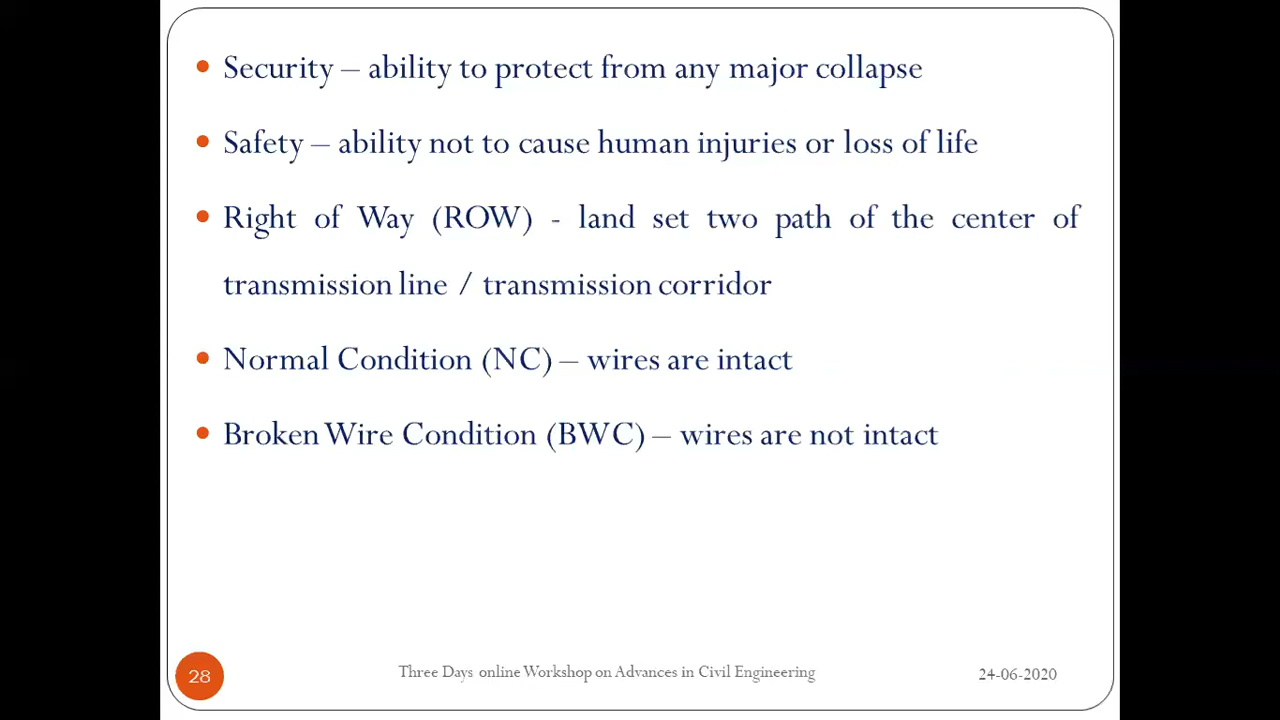 Security – ability to protect from any major collapse
Safety – ability not to cause human injuries or loss of life
Right of Way (ROW) - land set two path of the center of
transmission line / transmission corridor
Normal Condition (NC) – wires are intact
Broken Wire Condition (BWC) – wires are not intact
28
Three Days online Workshop on Advances in Civil Engineering
24-06-2020